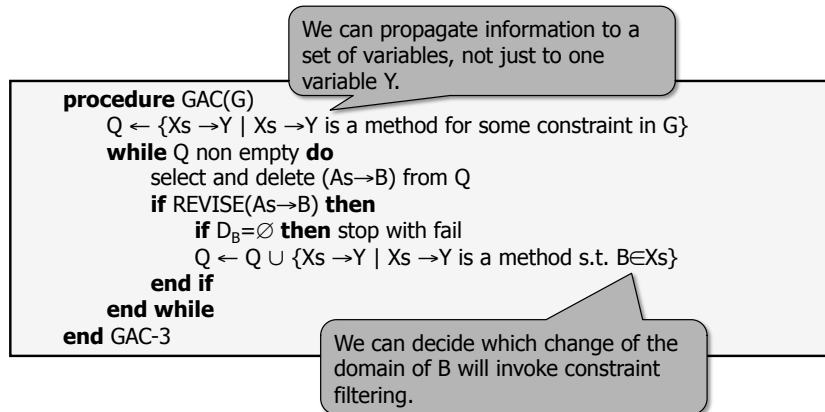 We can propagate information to a
set of variables, not just to one
variable Y.
procedure GAC(G)
Q ← {Xs →Y | Xs →Y is a method for some constraint in G}
while Q non empty do
select and delete (As→B) from Q
if REVISE(As→B) then
if D_B=∅ then stop with fail
Q ← Q ∪ {Xs →Y | Xs →Y is a method s.t. B∈Xs}
end if
end while
end GAC-3
We can decide which change of the
domain of B will invoke constraint
filtering.